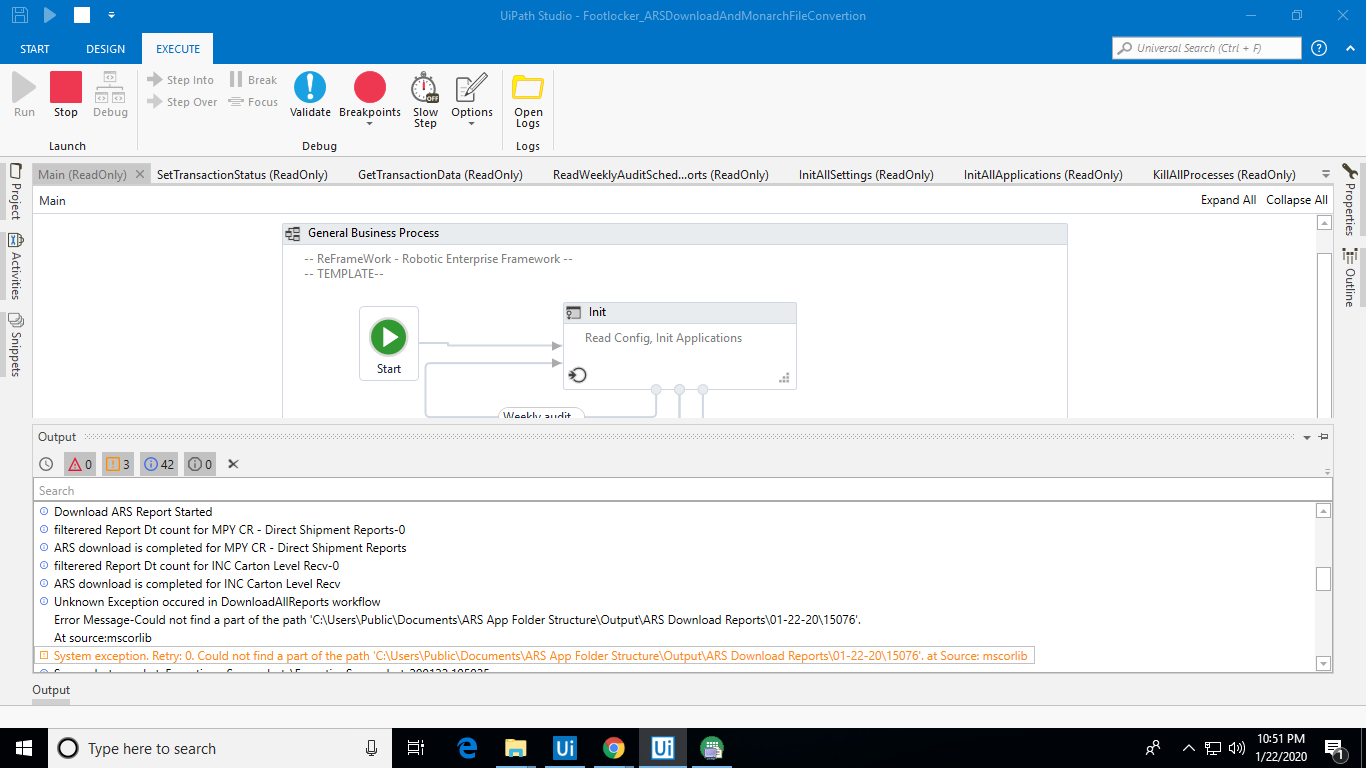 UiPath Studio - Footlocker_ARSDownloadAndMonarchFileConvertion
START DESIGN EXECUTE
Universal Search (Ctrl + F)
Run Stop Debug
Step Into Break
Step Over Focus
Validate Breakpoints Slow Step Options Open Logs
Launch Debug Logs
Main (ReadOnly) SetTransactionStatus (ReadOnly) GetTransactionData (ReadOnly) ReadWeeklyAuditSched...orts (ReadOnly) InitAllSettings (ReadOnly) InitAllApplications (ReadOnly) KillAllProcesses (ReadOnly)
Project
Activities
Snippets
Properties
Outline
Main Expand All Collapse All
General Business Process
-- ReFrameWork - Robotic Enterprise Framework --
-- TEMPLATE--
Init
Read Config, Init Applications
Start
Weekly audit
Output
0 3 42 0
Search
Download ARS Report Started
filterered Report Dt count for MPY CR - Direct Shipment Reports-0
ARS download is completed for MPY CR - Direct Shipment Reports
filterered Report Dt count for INC Carton Level Recv-0
ARS download is completed for INC Carton Level Recv
Unknown Exception occured in DownloadAllReports workflow
Error Message-Could not find a part of the path 'C:\Users\Public\Documents\ARS App Folder Structure\Output\ARS Download Reports\01-22-20\15076'.
At source:mscorlib
System exception. Retry: 0. Could not find a part of the path 'C:\Users\Public\Documents\ARS App Folder Structure\Output\ARS Download Reports\01-22-20\15076'. at Source: mscorlib
Output
Type here to search
Ui
Ui
10:51 PM
1/22/2020
1